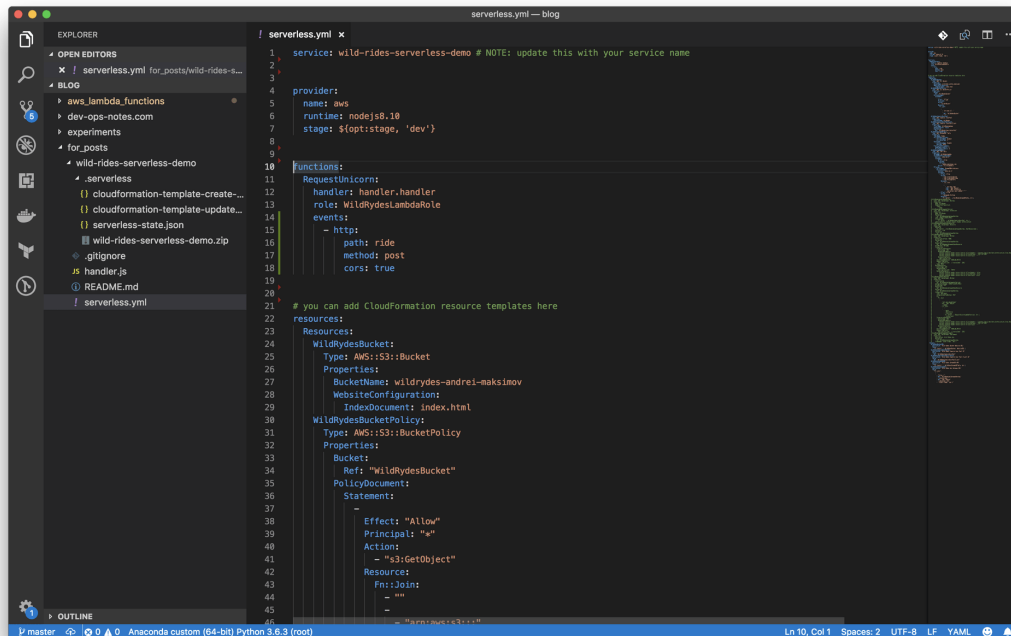 serverless.yml — blog
EXPLORER
OPEN EDITORS
× ! serverless.yml for_posts/wild-rides-s...
BLOG
aws_lambda_functions
dev-ops-notes.com
experiments
for_posts
wild-rides-serverless-demo
.serverless
{} cloudformation-template-create-...
{} cloudformation-template-update...
{} serverless-state.json
wild-rides-serverless-demo.zip
.gitignore
JS handler.js
README.md
! serverless.yml
OUTLINE
5
1
! serverless.yml ×
1 service: wild-rides-serverless-demo # NOTE: update this with your service name
2
3
4 provider:
5 name: aws
6 runtime: nodejs8.10
7 stage: ${opt:stage, 'dev'}
8
9
10 functions:
11 RequestUnicorn:
12 handler: handler.handler
13 role: WildRydesLambdaRole
14 events:
15 - http:
16 path: ride
17 method: post
18 cors: true
19
20
21 # you can add CloudFormation resource templates here
22 resources:
23 Resources:
24 WildRydesBucket:
25 Type: AWS::S3::Bucket
26 Properties:
27 BucketName: wildrydes-andrei-maksimov
28 WebsiteConfiguration:
29 IndexDocument: index.html
30 WildRydesBucketPolicy:
31 Type: AWS::S3::BucketPolicy
32 Properties:
33 Bucket:
34 Ref: "WildRydesBucket"
35 PolicyDocument:
36 Statement:
37 -
38 Effect: "Allow"
39 Principal: "*"
40 Action:
41 - "s3:GetObject"
42 Resource:
43 Fn::Join:
44 - ""
45 -
46 - "arn:aws:s3:::"
master 0 0 Anaconda custom (64-bit) Python 3.6.3 (root) Ln 10, Col 1 Spaces: 2 UTF-8 LF YAML